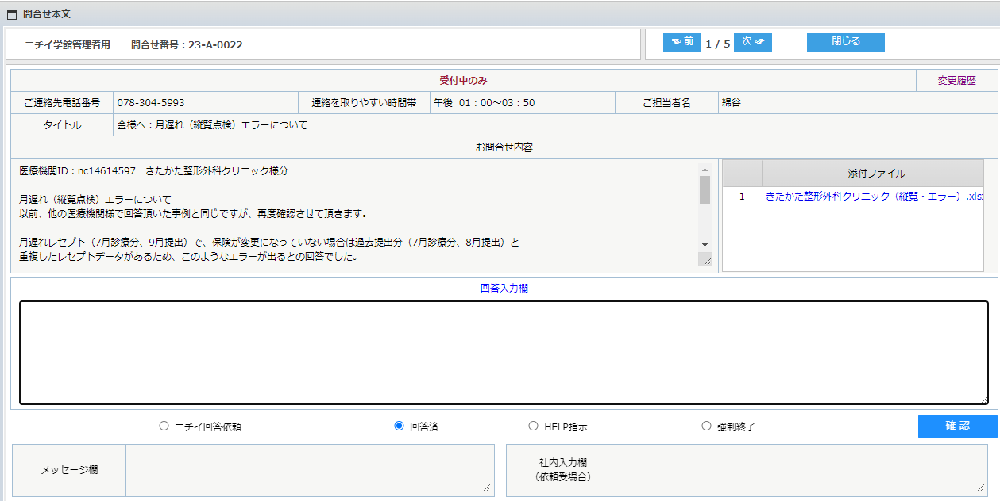 問合せ本文
ニチイ学館管理者用 問合せ番号：23-A-0022
前 1 / 5 次 閉じる
受付中のみ 変更履歴
ご連絡先電話番号 078-304-5993 連絡を取りやすい時間帯 午後 01：00～03：50 ご担当者名 綿谷
タイトル 金様へ：月遅れ（縦覧点検）エラーについて
お問合せ内容
医療機関ID：nc14614597 きたかた整形外科クリニック様分
月遅れ（縦覧点検）エラーについて
以前、他の医療機関様で回答頂いた事例と同じですが、再度確認させて頂きます。
月遅れレセプト（7月診療分、9月提出）で、保険が変更になっていない場合は過去提出分（7月診療分、8月提出）と
重複したレセプトデータがあるため、このようなエラーが出るとの回答でした。
添付ファイル
1 きたかた整形外科クリニック（縦覧・エラー）.xls
回答入力欄
ニチイ回答依頼 回答済 HELP指示 強制終了 確 認
メッセージ欄
社内入力欄
（依頼受場合）